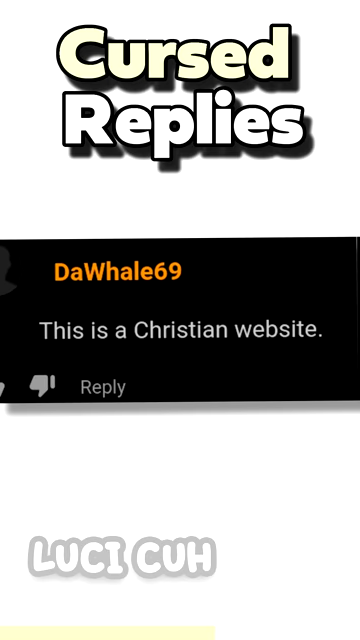 Cursed
Replies
DaWhale69
This is a Christian website.
Reply
LUCI CUH